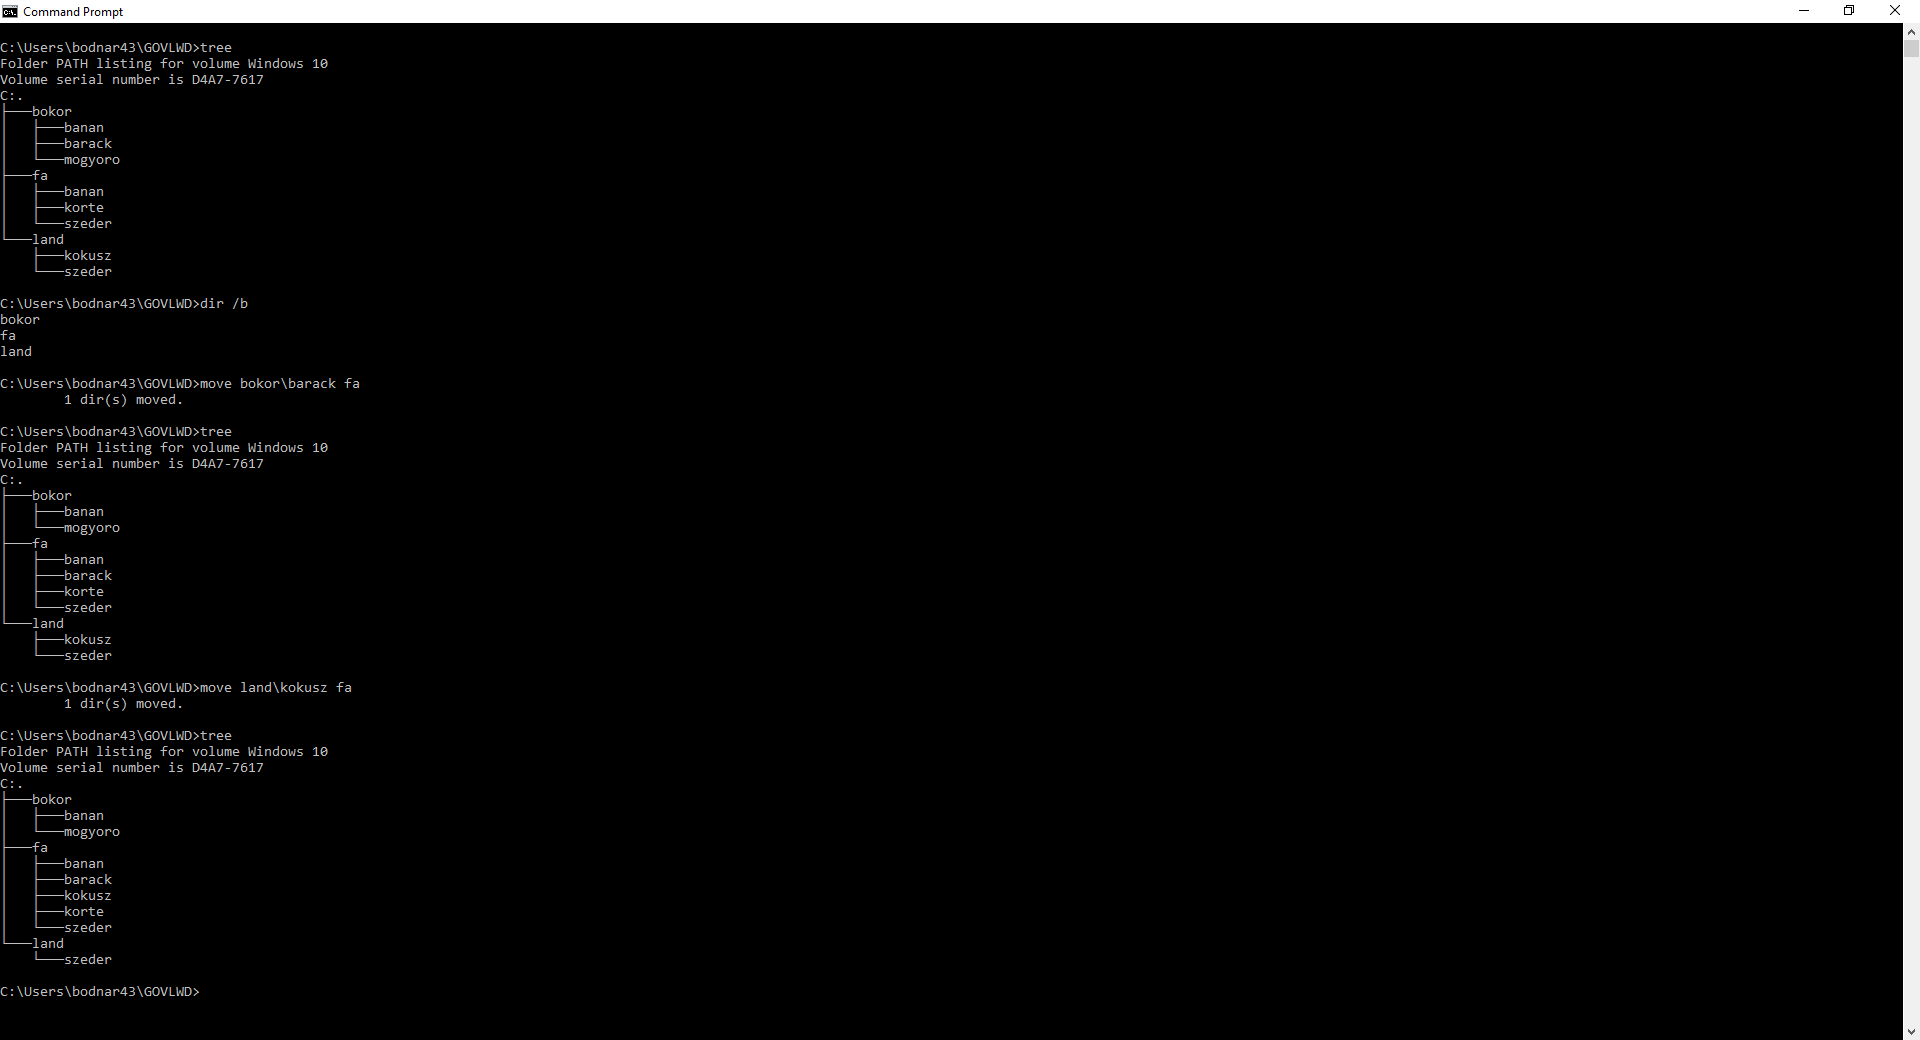 Command Prompt
C:\Users\bodnar43\GOVLWD>tree
Folder PATH listing for volume Windows 10
Volume serial number is D4A7-7617
C:.
├───bokor
│   ├───banan
│   ├───barack
│   └───mogyoro
├───fa
│   ├───banan
│   ├───korte
│   └───szeder
└───land
    ├───kokusz
    └───szeder
C:\Users\bodnar43\GOVLWD>dir /b
bokor
fa
land
C:\Users\bodnar43\GOVLWD>move bokor\barack fa
        1 dir(s) moved.
C:\Users\bodnar43\GOVLWD>tree
Folder PATH listing for volume Windows 10
Volume serial number is D4A7-7617
C:.
├───bokor
│   ├───banan
│   └───mogyoro
├───fa
│   ├───banan
│   ├───barack
│   ├───korte
│   └───szeder
└───land
    ├───kokusz
    └───szeder
C:\Users\bodnar43\GOVLWD>move land\kokusz fa
        1 dir(s) moved.
C:\Users\bodnar43\GOVLWD>tree
Folder PATH listing for volume Windows 10
Volume serial number is D4A7-7617
C:.
├───bokor
│   ├───banan
│   └───mogyoro
├───fa
│   ├───banan
│   ├───barack
│   ├───kokusz
│   ├───korte
│   └───szeder
└───land
    └───szeder
C:\Users\bodnar43\GOVLWD>